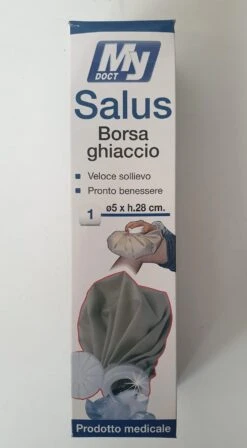 My
DOCT
Salus
Borsa
ghiaccio
Veloce sollievo
Pronto benessere
1
ø5 x h.28 cm.
Prodotto medicale